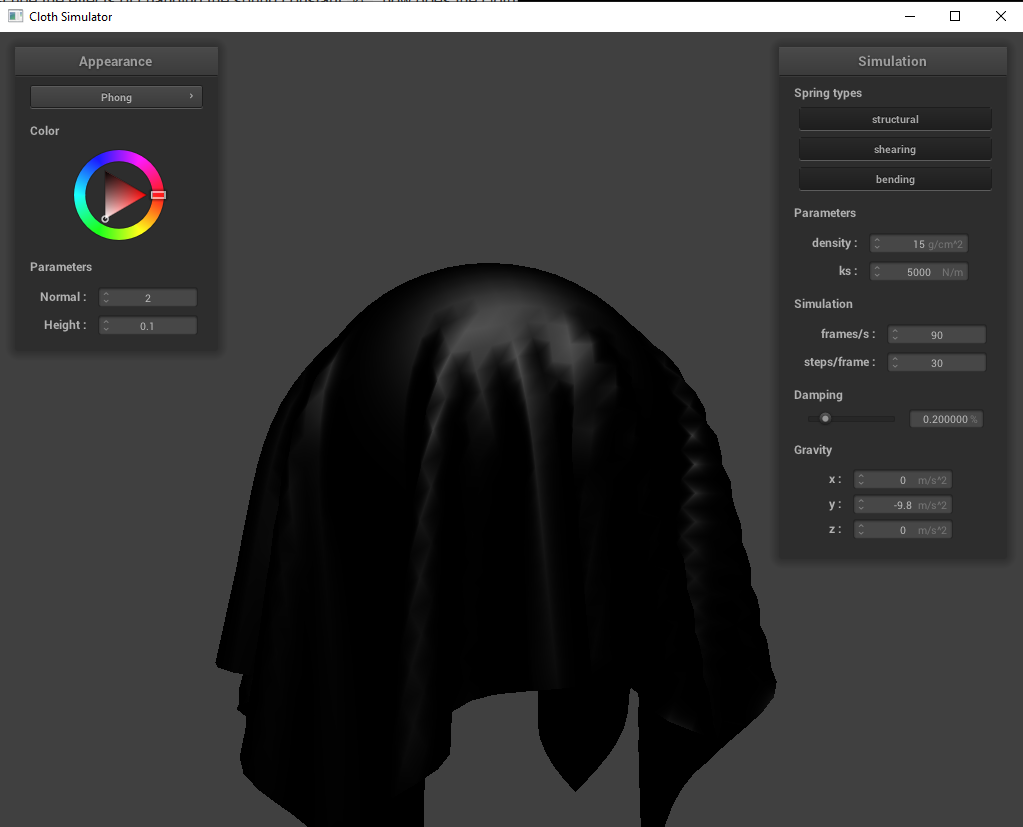 Cloth Simulator
Appearance
Phong
Color
Parameters
Normal : 2
Height : 0.1
Simulation
Spring types
structural
shearing
bending
Parameters
density : 15 g/cm^2
ks : 5000 N/m
Simulation
frames/s : 90
steps/frame : 30
Damping
0.200000 %
Gravity
x : 0 m/s^2
y : -9.8 m/s^2
z : 0 m/s^2